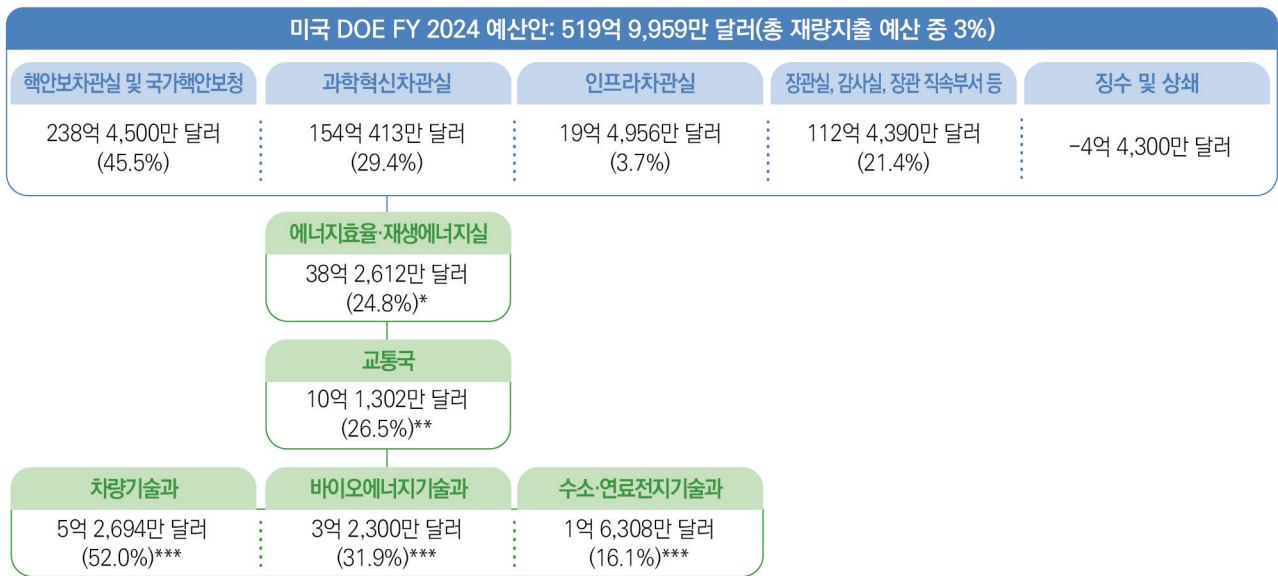 미국 DOE FY 2024 예산안: 519억 9,959만 달러(총 재량지출 예산 중 3%)
핵안보차관실 및 국가핵안보청
238억 4,500만 달러
(45.5%)
과학혁신차관실
154억 413만 달러
(29.4%)
인프라차관실
19억 4,956만 달러
(3.7%)
장관실, 감사실, 장관 직속부서 등
112억 4,390만 달러
(21.4%)
징수 및 상쇄
-4억 4,300만 달러
에너지효율·재생에너지실
38억 2,612만 달러
(24.8%)*
교통국
10억 1,302만 달러
(26.5%)**
차량기술과
5억 2,694만 달러
(52.0%)***
바이오에너지기술과
3억 2,300만 달러
(31.9%)***
수소·연료전지기술과
1억 6,308만 달러
(16.1%)***